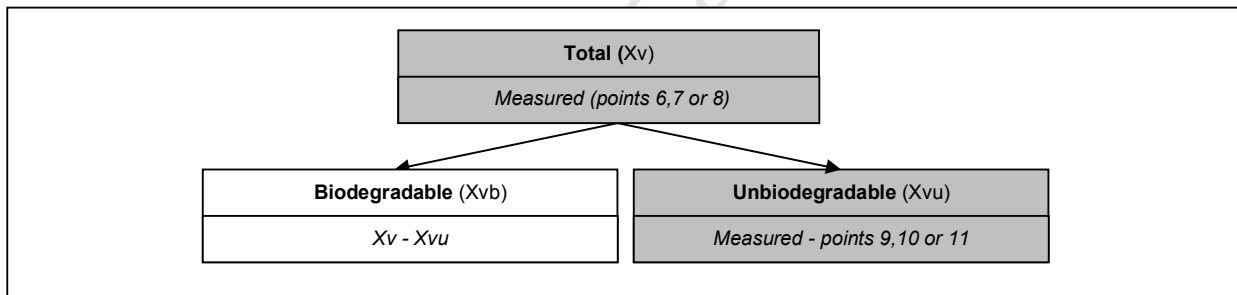 Total (Xv)
Measured (points 6,7 or 8)
Biodegradable (Xvb)
Xv - Xvu
Unbiodegradable (Xvu)
Measured - points 9,10 or 11